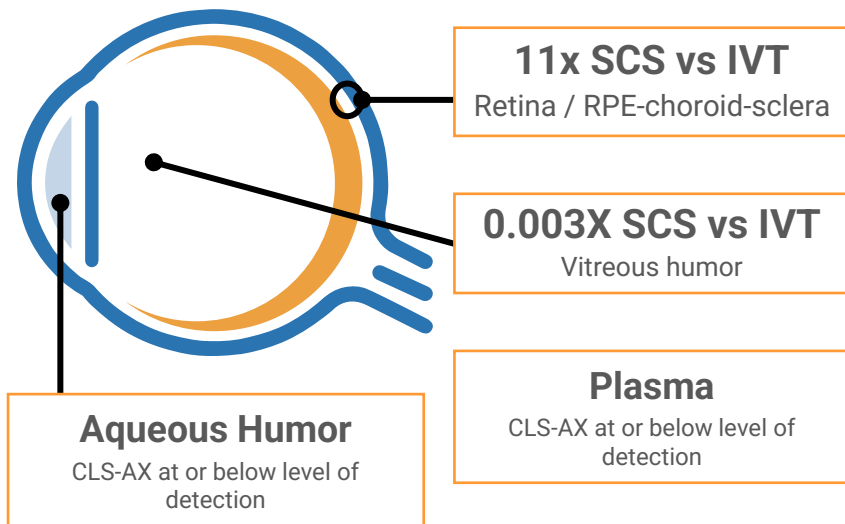 11x SCS vs IVT
Retina / RPE-choroid-sclera
0.003X SCS vs IVT
Vitreous humor
Plasma
CLS-AX at or below level of
detection
Aqueous Humor
CLS-AX at or below level of
detection